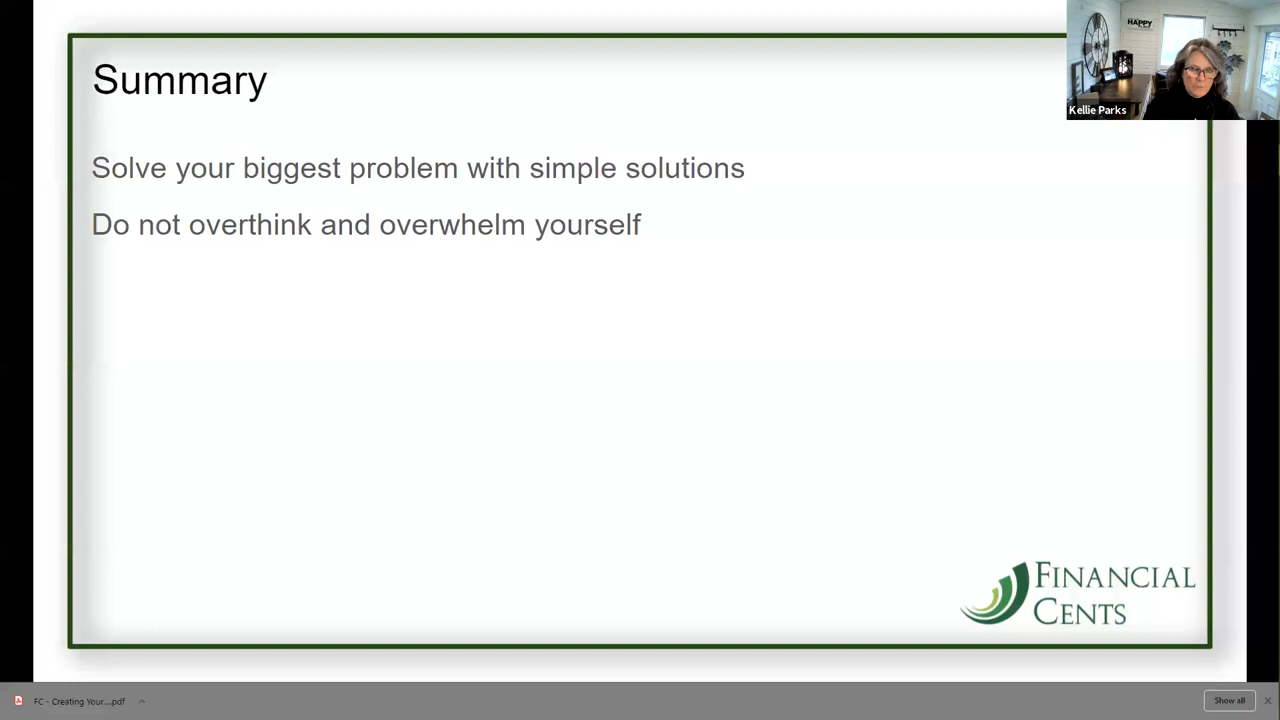 Summary
Solve your biggest problem with simple solutions
Do not overthink and overwhelm yourself
HAPPY
Kellie Parks
FINANCIAL
CENTS
FC - Creating Your....pdf
Show all